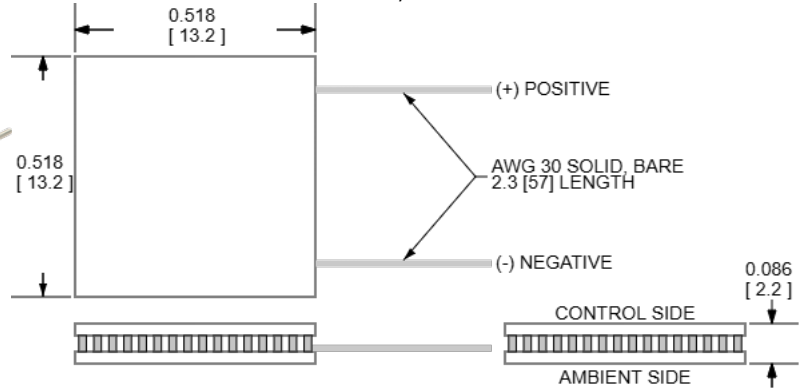 0.518
[ 13.2 ]
(+) POSITIVE
0.518
[ 13.2 ]
AWG 30 SOLID, BARE
2.3 [57] LENGTH
(-) NEGATIVE
0.086
[ 2.2 ]
CONTROL SIDE
AMBIENT SIDE